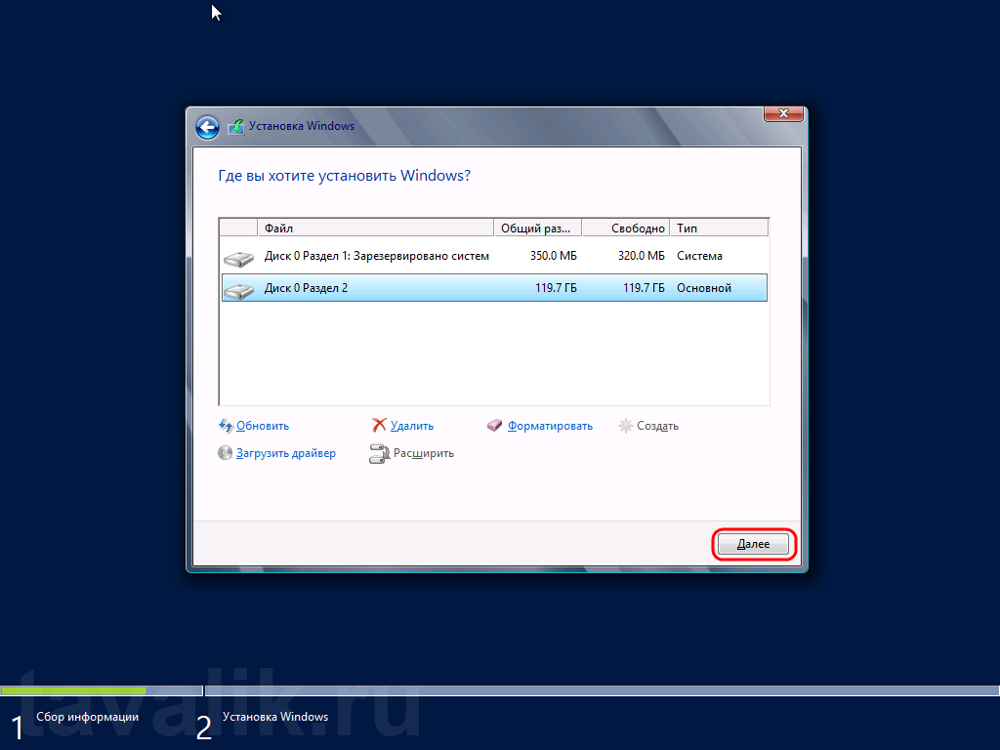 Установка Windows
Где вы хотите установить Windows?
Файл Общий раз... Свободно Тип
Диск 0 Раздел 1: Зарезервировано систем 350.0 МБ 320.0 МБ Система
Диск 0 Раздел 2 119.7 ГБ 119.7 ГБ Основной
Обновить Удалить Форматировать Создать
Загрузить драйвер Расширить
Далее
tavalik.ru
1 Сбор информации 2 Установка Windows